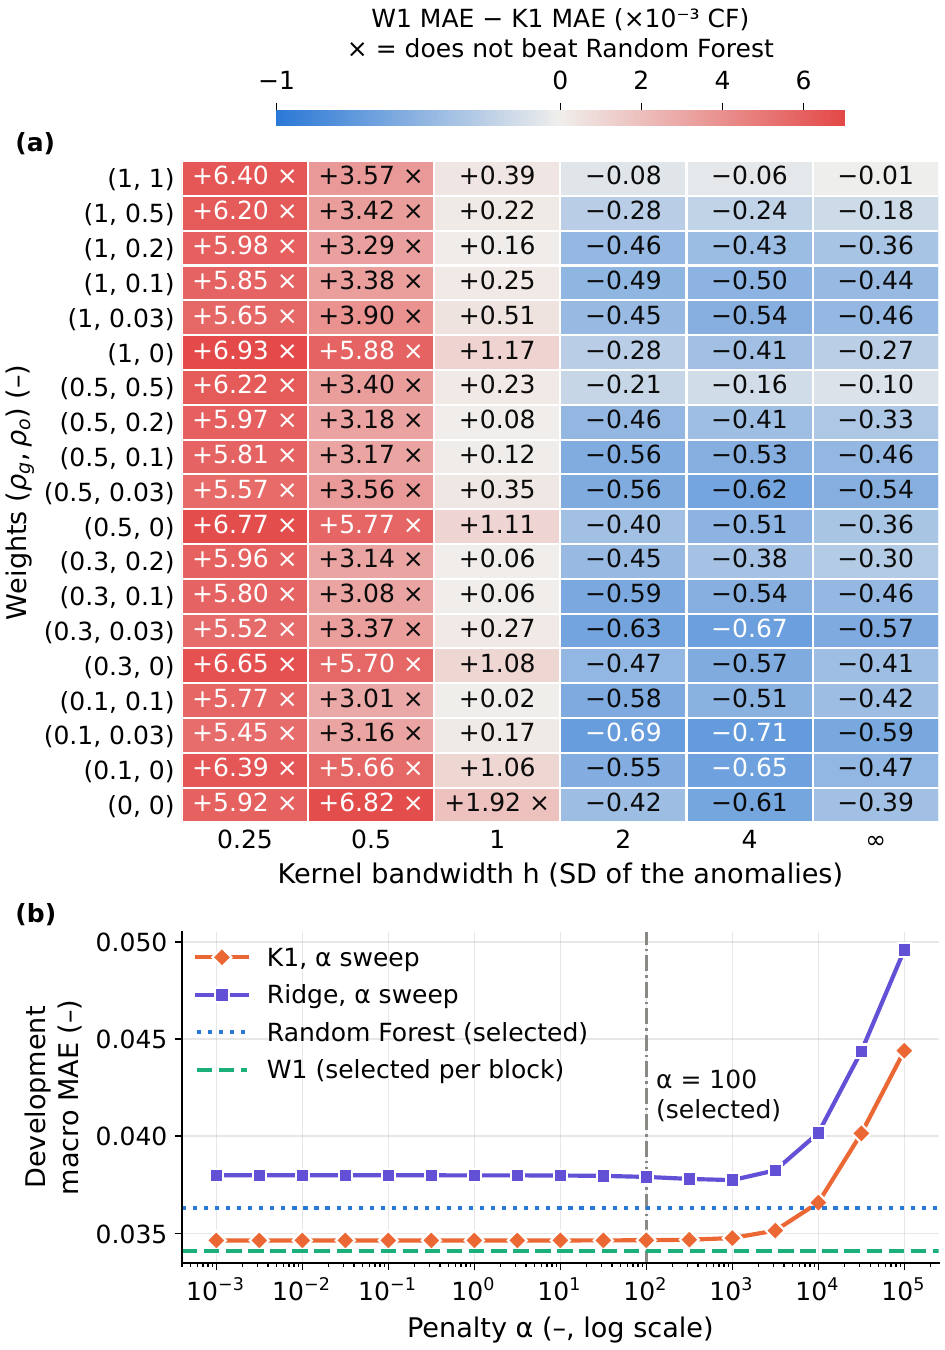 W1 MAE − K1 MAE (×10⁻³ CF)
× = does not beat Random Forest
−1 0 2 4 6
(a)
Weights (ρg, ρo) (–)
(1, 1) +6.40 × +3.57 × +0.39 −0.08 −0.06 −0.01
(1, 0.5) +6.20 × +3.42 × +0.22 −0.28 −0.24 −0.18
(1, 0.2) +5.98 × +3.29 × +0.16 −0.46 −0.43 −0.36
(1, 0.1) +5.85 × +3.38 × +0.25 −0.49 −0.50 −0.44
(1, 0.03) +5.65 × +3.90 × +0.51 −0.45 −0.54 −0.46
(1, 0) +6.93 × +5.88 × +1.17 −0.28 −0.41 −0.27
(0.5, 0.5) +6.22 × +3.40 × +0.23 −0.21 −0.16 −0.10
(0.5, 0.2) +5.97 × +3.18 × +0.08 −0.46 −0.41 −0.33
(0.5, 0.1) +5.81 × +3.17 × +0.12 −0.56 −0.53 −0.46
(0.5, 0.03) +5.57 × +3.56 × +0.35 −0.56 −0.62 −0.54
(0.5, 0) +6.77 × +5.77 × +1.11 −0.40 −0.51 −0.36
(0.3, 0.2) +5.96 × +3.14 × +0.06 −0.45 −0.38 −0.30
(0.3, 0.1) +5.80 × +3.08 × +0.06 −0.59 −0.54 −0.46
(0.3, 0.03) +5.52 × +3.37 × +0.27 −0.63 −0.67 −0.57
(0.3, 0) +6.65 × +5.70 × +1.08 −0.47 −0.57 −0.41
(0.1, 0.1) +5.77 × +3.01 × +0.02 −0.58 −0.51 −0.42
(0.1, 0.03) +5.45 × +3.16 × +0.17 −0.69 −0.71 −0.59
(0.1, 0) +6.39 × +5.66 × +1.06 −0.55 −0.65 −0.47
(0, 0) +5.92 × +6.82 × +1.92 × −0.42 −0.61 −0.39
0.25 0.5 1 2 4 ∞
Kernel bandwidth h (SD of the anomalies)
(b)
Development
macro MAE (–)
0.050
0.045
0.040
0.035
K1, α sweep
Ridge, α sweep
Random Forest (selected)
W1 (selected per block)
α = 100
(selected)
10⁻³ 10⁻² 10⁻¹ 10⁰ 10¹ 10² 10³ 10⁴ 10⁵
Penalty α (–, log scale)